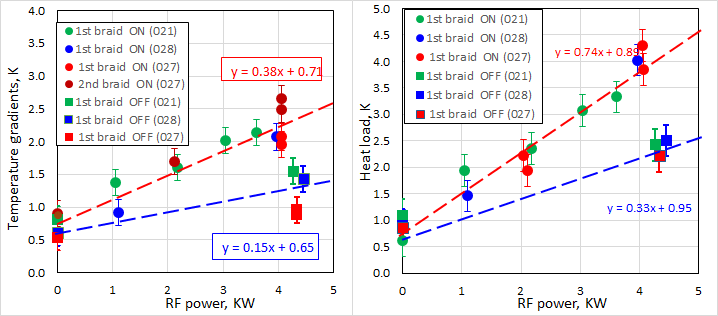 4.0
3.5
3.0
2.5
2.0
1.5
1.0
0.5
0.0
Temperature gradients, K
1st braid ON (021)
1st braid ON (028)
1st braid ON (027)
2nd braid ON (027)
1st braid OFF (021)
1st braid OFF (028)
1st braid OFF (027)
y = 0.38x + 0.71
y = 0.15x + 0.65
0 1 2 3 4 5
RF power, KW
5.0
4.5
4.0
3.5
3.0
2.5
2.0
1.5
1.0
0.5
0.0
Heat load, K
1st braid ON (021)
1st braid ON (028)
1st braid ON (027)
1st braid OFF (021)
1st braid OFF (028)
1st braid OFF (027)
y = 0.74x + 0.89
y = 0.33x + 0.95
0 1 2 3 4 5
RF power, KW